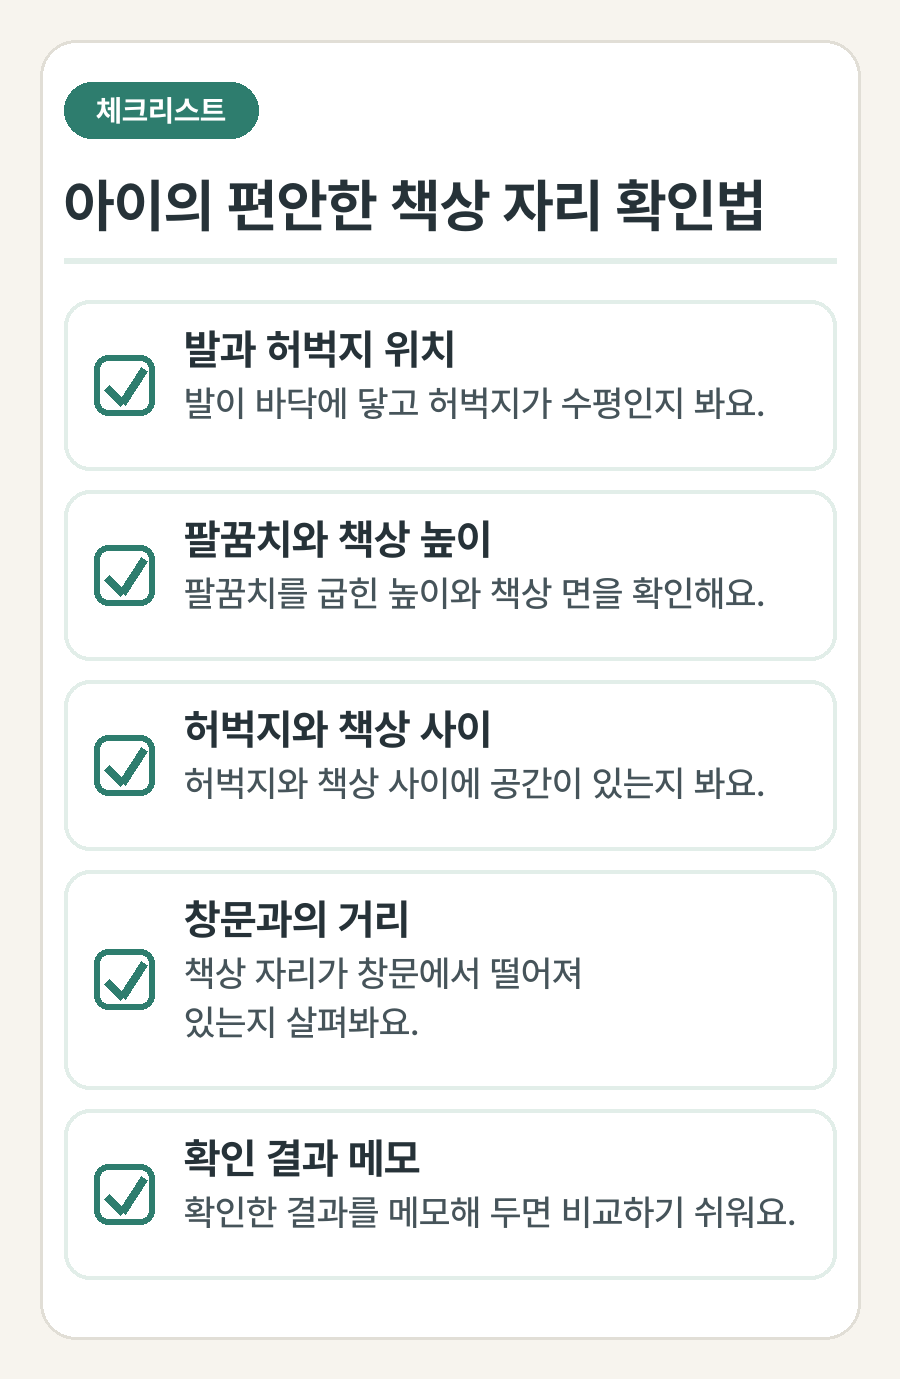 체크리스트
아이의 편안한 책상 자리 확인법
발과 허벅지 위치
발이 바닥에 닿고 허벅지가 수평인지 봐요.
팔꿈치와 책상 높이
팔꿈치를 굽힌 높이와 책상 면을 확인해요.
허벅지와 책상 사이
허벅지와 책상 사이에 공간이 있는지 봐요.
창문과의 거리
책상 자리가 창문에서 떨어져
있는지 살펴봐요.
확인 결과 메모
확인한 결과를 메모해 두면 비교하기 쉬워요.